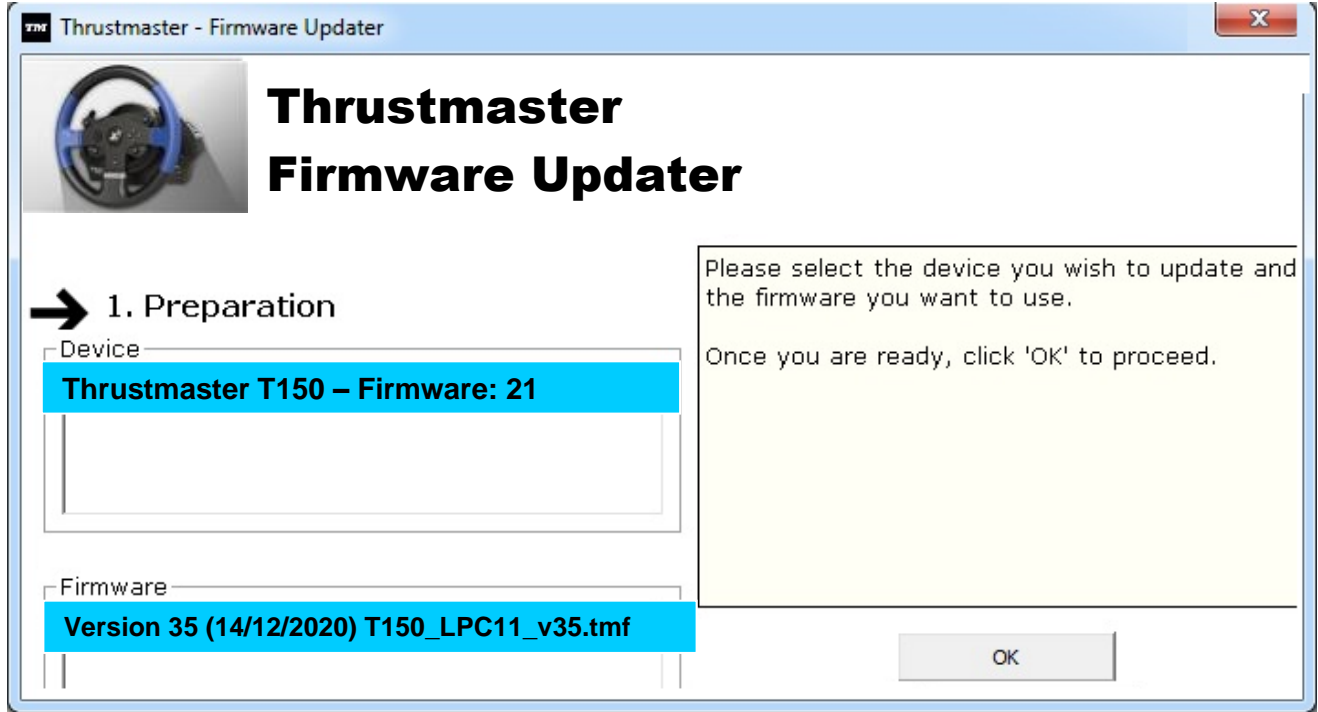 TM Thrustmaster - Firmware Updater
x
Thrustmaster
Firmware Updater
1. Preparation
Device
Thrustmaster T150 – Firmware: 21
Firmware
Version 35 (14/12/2020) T150_LPC11_v35.tmf
Please select the device you wish to update and
the firmware you want to use.
Once you are ready, click 'OK' to proceed.
OK